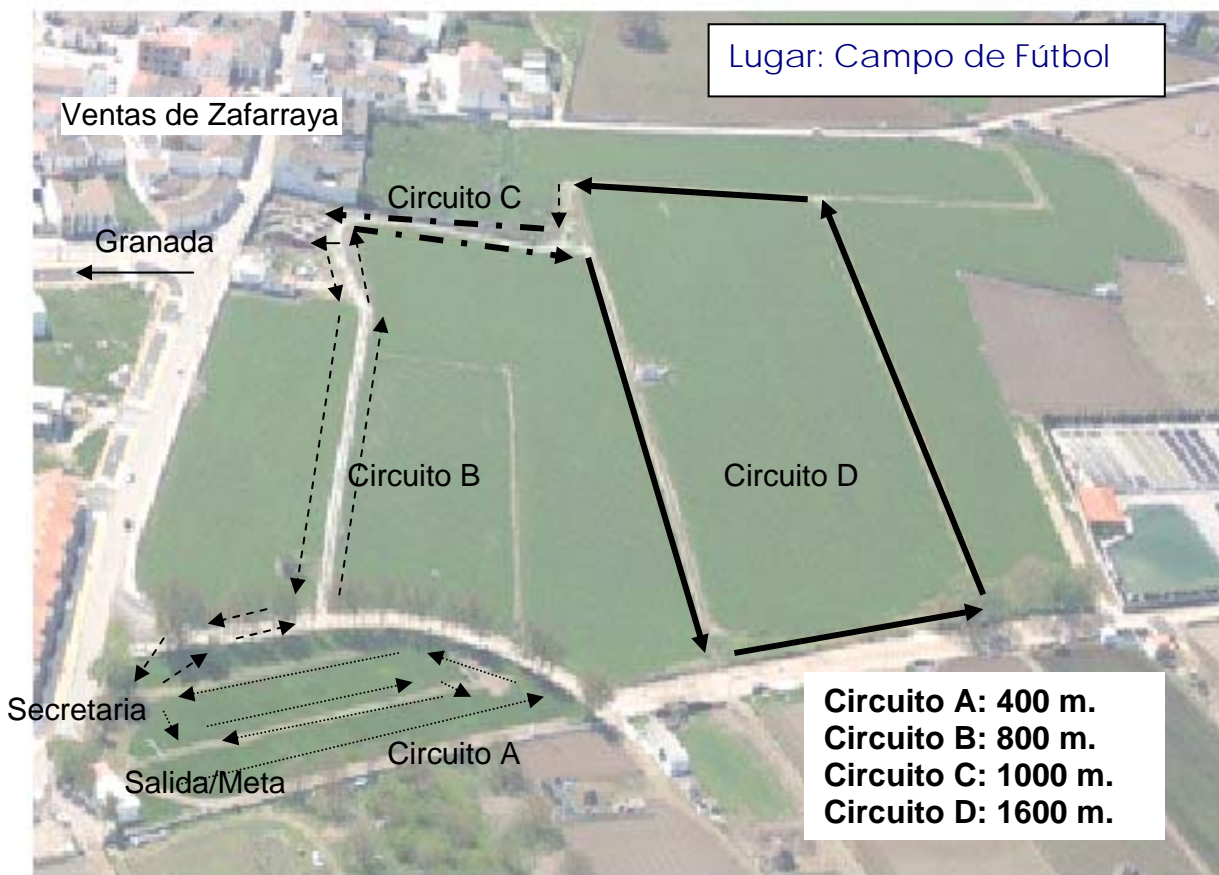 Lugar: Campo de Fútbol
Ventas de Zafarraya
Circuito C
Granada
Circuito B
Circuito D
Secretaria
Salida/Meta
Circuito A
Circuito A: 400 m.
Circuito B: 800 m.
Circuito C: 1000 m.
Circuito D: 1600 m.